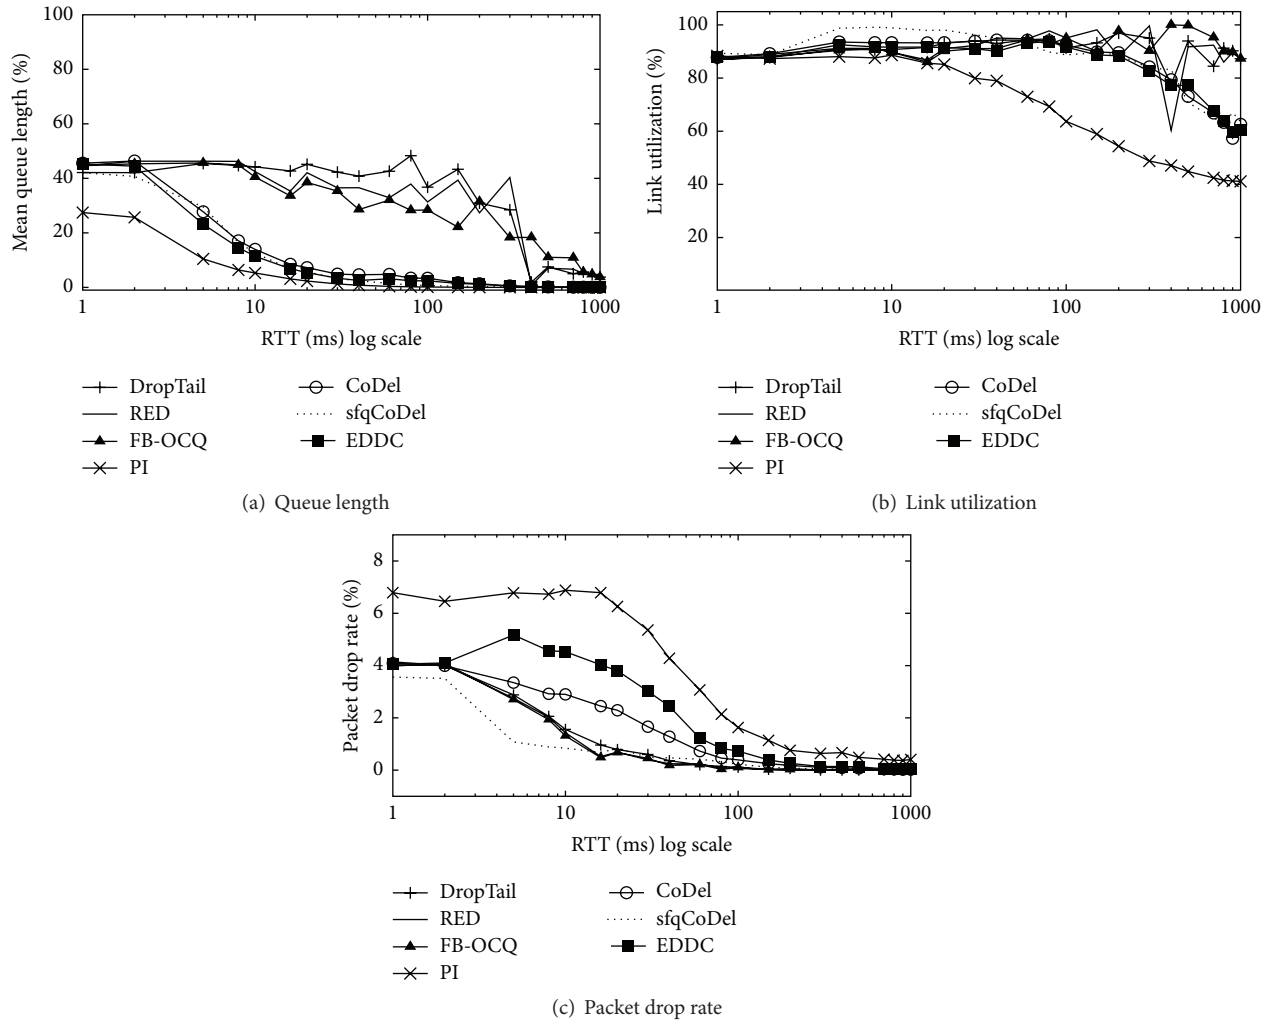 100
80
60
40
20
0
Mean queue length (%)
1
10
100
1000
RTT (ms) log scale
DropTail
RED
FB-OCQ
PI
CoDel
sfqCoDel
EDDC
(a) Queue length
100
80
60
40
20
Link utilization (%)
1
10
100
1000
RTT (ms) log scale
DropTail
RED
FB-OCQ
PI
CoDel
sfqCoDel
EDDC
(b) Link utilization
8
6
4
2
0
Packet drop rate (%)
1
10
100
1000
RTT (ms) log scale
DropTail
RED
FB-OCQ
PI
CoDel
sfqCoDel
EDDC
(c) Packet drop rate